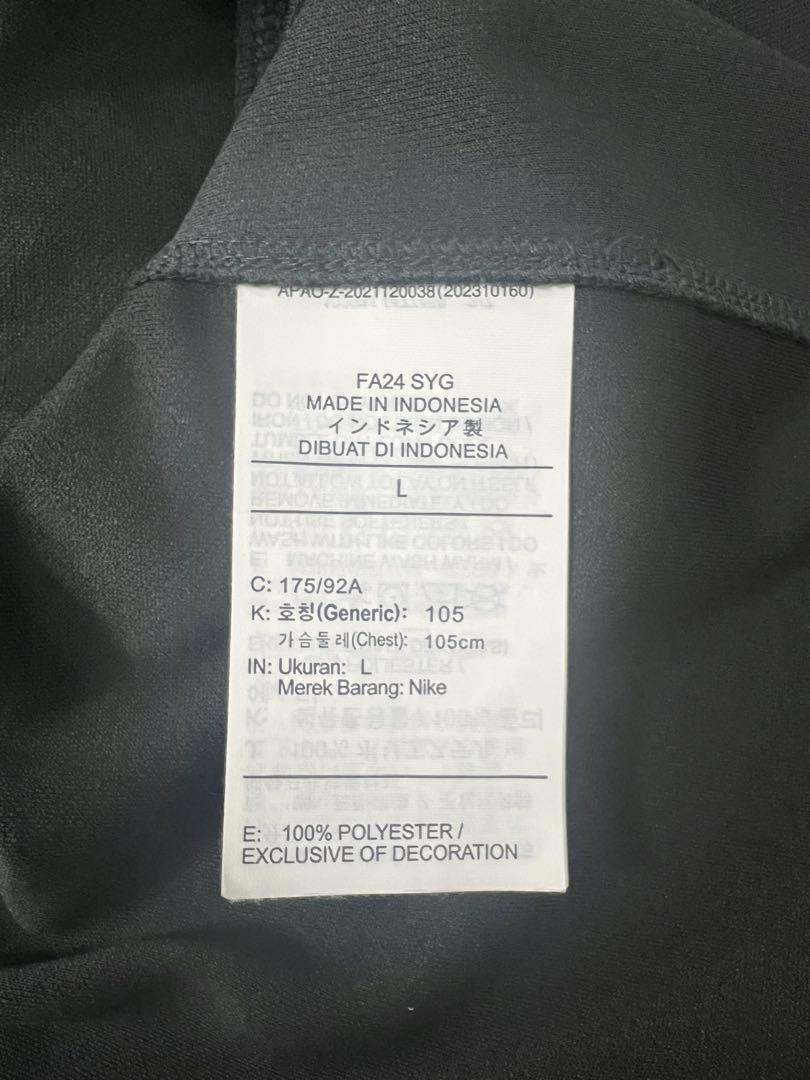 APAO-Z-2021120038(202310160)
FA24 SYG
MADE IN INDONESIA
インドネシア製
DIBUAT DI INDONESIA
L
C: 175/92A
K: 호칭(Generic): 105
가슴둘레(Chest): 105cm
IN: Ukuran: L
Merek Barang: Nike
E: 100% POLYESTER /
EXCLUSIVE OF DECORATION